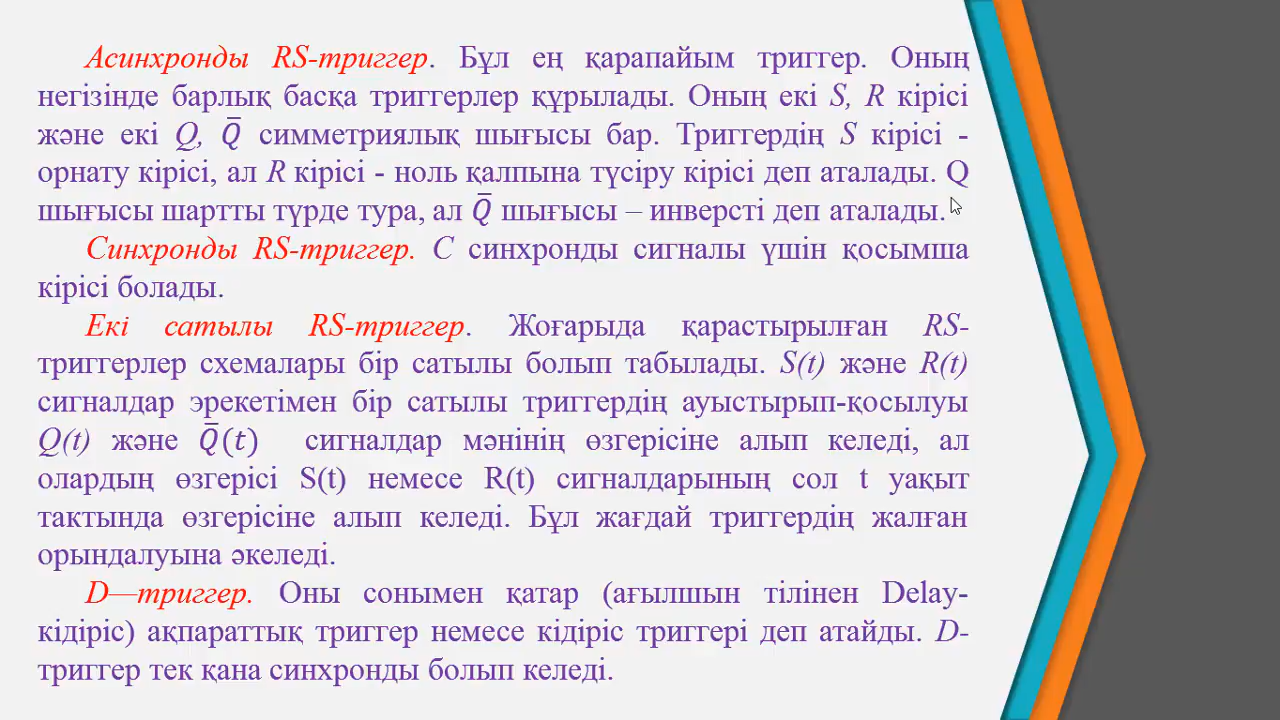 Асинхронды RS-триггер. Бұл ең қарапайым триггер. Оның
негізінде барлық басқа триггерлер құрылады. Оның екі S, R кірісі
және екі Q, Q̅ симметриялық шығысы бар. Триггердің S кірісі -
орнату кірісі, ал R кірісі - ноль қалпына түсіру кірісі деп аталады. Q
шығысы шартты түрде тура, ал Q̅ шығысы – инверсті деп аталады.
Синхронды RS-триггер. С синхронды сигналы үшін қосымша
кірісі болады.
Екі сатылы RS-триггер. Жоғарыда қарастырылған RS-
триггерлер схемалары бір сатылы болып табылады. S(t) және R(t)
сигналдар эрекетімен бір сатылы триггердің ауыстырып-қосылуы
Q(t) және Q̅(t) сигналдар мәнінің өзгерісіне алып келеді, ал
олардың өзгерісі S(t) немесе R(t) сигналдарының сол t уақыт
тактында өзгерісіне алып келеді. Бұл жағдай триггердің жалған
орындалуына әкеледі.
D—триггер. Оны сонымен қатар (ағылшын тілінен Delay-
кідіріс) ақпараттық триггер немесе кідіріс триггері деп атайды. D-
триггер тек қана синхронды болып келеді.